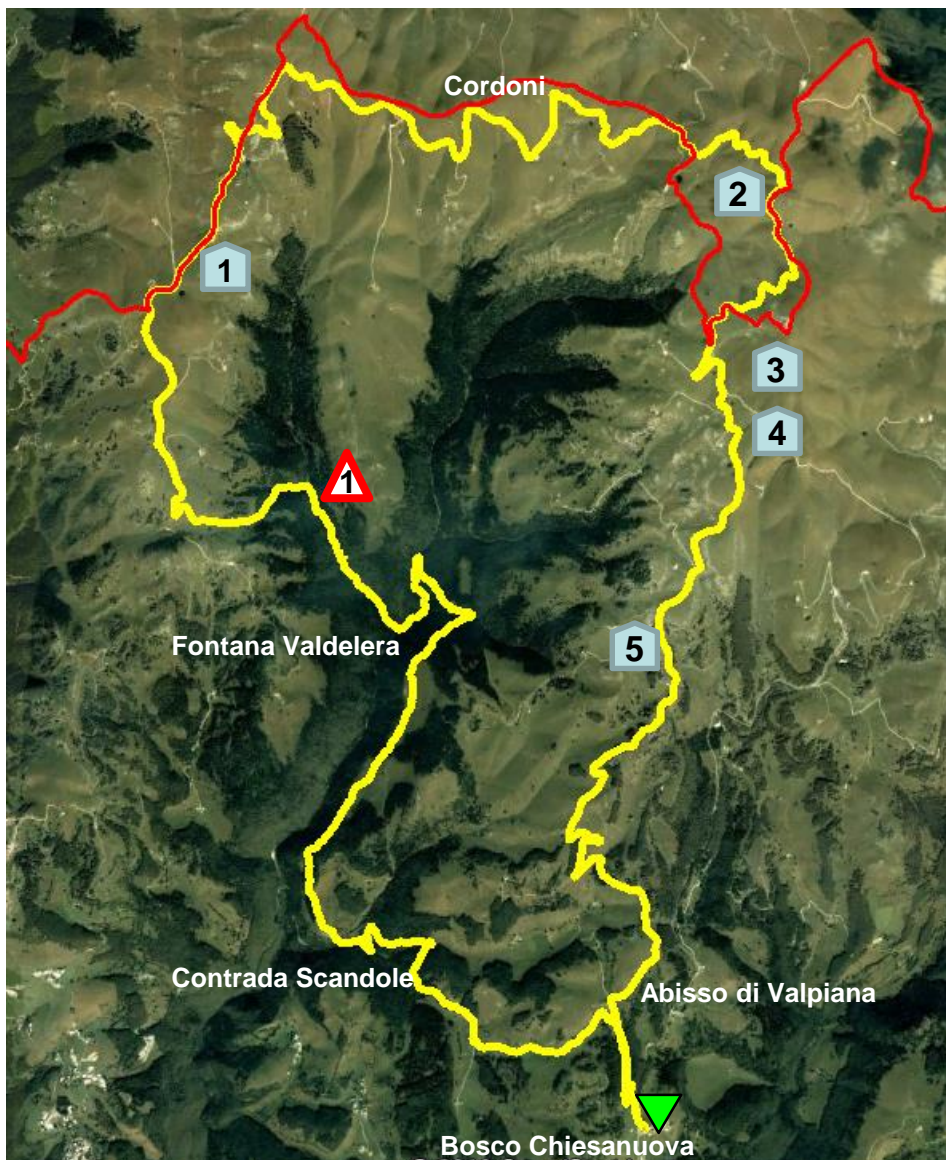 Cordoni
2
1
3
4
1
Fontana Valdelera
5
Contrada Scandole
Abisso di Valpiana
Bosco Chiesanuova